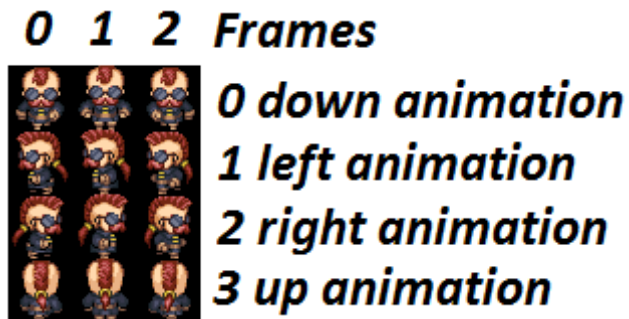 0 1 2 Frames
0 down animation
1 left animation
2 right animation
3 up animation